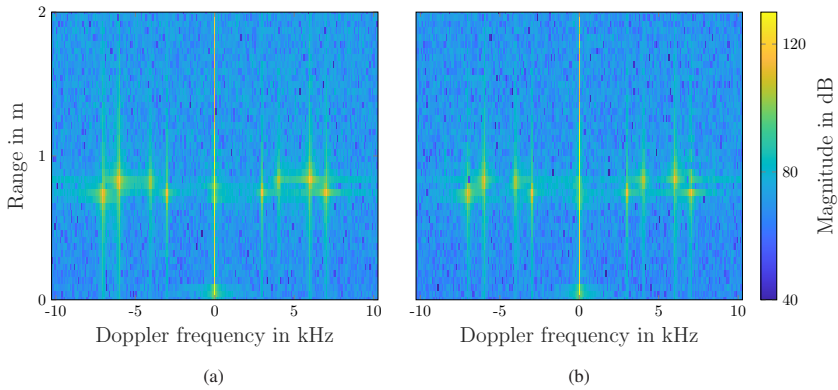 2
1
0
Range in m
-10 -5 0 5 10
Doppler frequency in kHz
(a)
-10 -5 0 5 10
Doppler frequency in kHz
(b)
120
80
40
Magnitude in dB